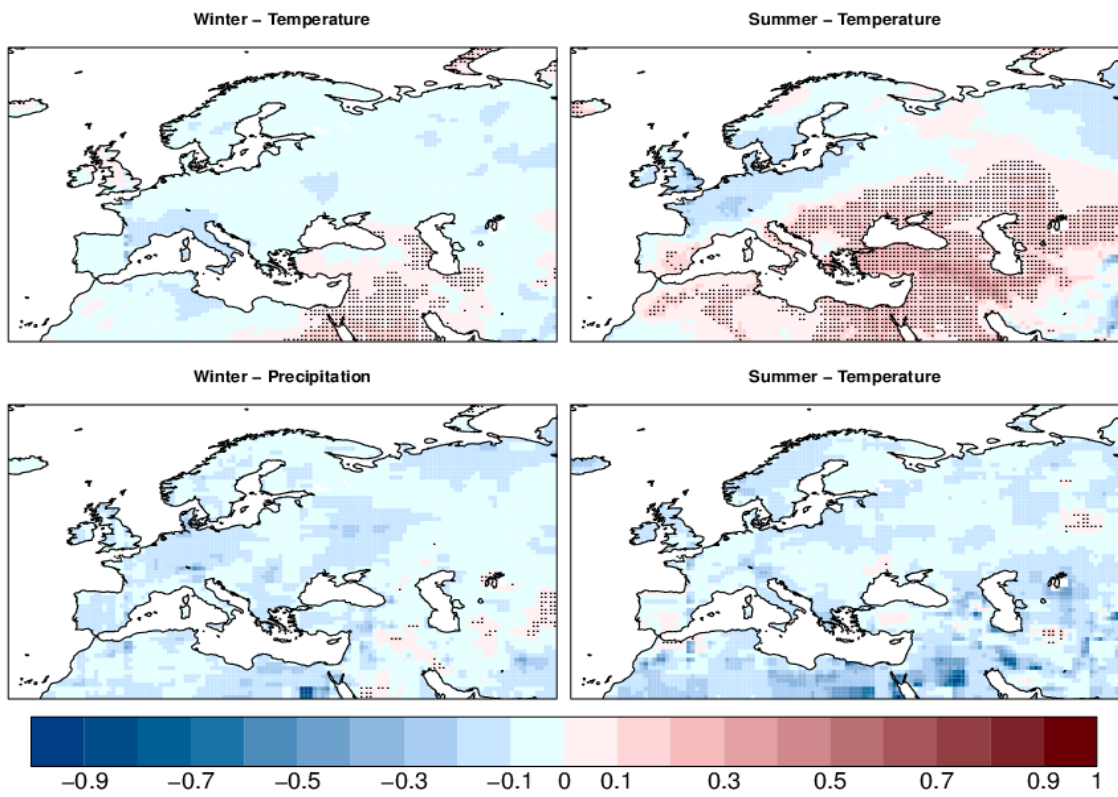 Winter – Temperature
Summer – Temperature
Winter – Precipitation
Summer – Temperature
−0.9 −0.7 −0.5 −0.3 −0.1 0 0.1 0.3 0.5 0.7 0.9 1